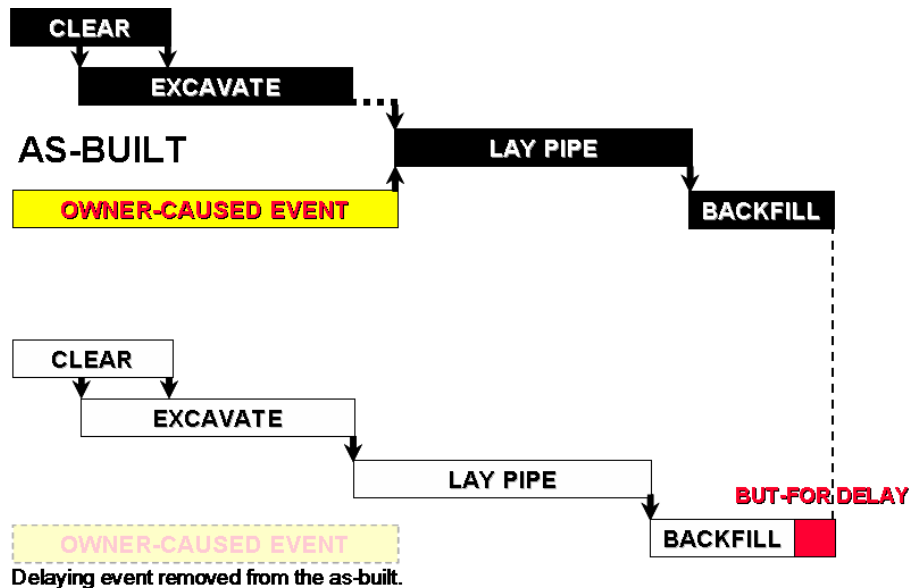 CLEAR
EXCAVATE
AS-BUILT
LAY PIPE
OWNER-CAUSED EVENT
BACKFILL
CLEAR
EXCAVATE
LAY PIPE
BUT-FOR DELAY
OWNER-CAUSED EVENT
BACKFILL
Delaying event removed from the as-built.